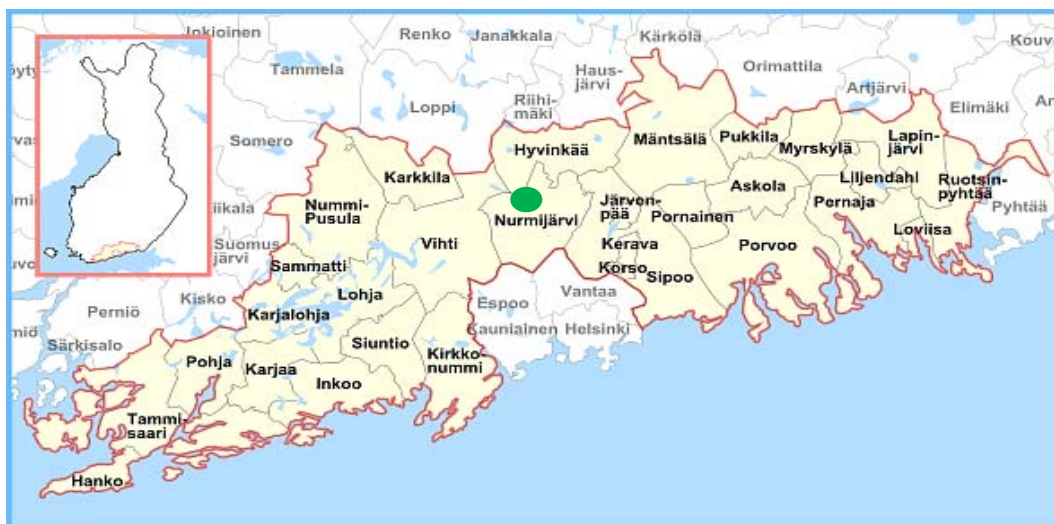 Jokioinen
Renko
Janakkala
Kärkölä
Tammela
Haus-
järvi
Orimattila
Loppi
Riihi-
mäki
Artjärvi
Elimäki
Somero
Hyvinkää
Mäntsälä
Pukkila
Myrskylä
Lapin-
järvi
Karkkila
Liljendahl
Ruotsin-
pyhtää
Askola
Nummi-
Pusula
Järven-
pää
Pornainen
Pernaja
Pyhtää
Nurmijärvi
Vihti
Suomus
järvi
Kerava
Porvoo
Loviisa
Sammatti
Korso
Sipoo
Lohja
Kisko
Espoo
Vantaa
Perniö
Karjalohja
Kauniainen
Helsinki
Särkisalo
Siuntio
Kirkko-
nummi
Pohja
Karjaa
Inkoo
Tammi-
saari
Hanko